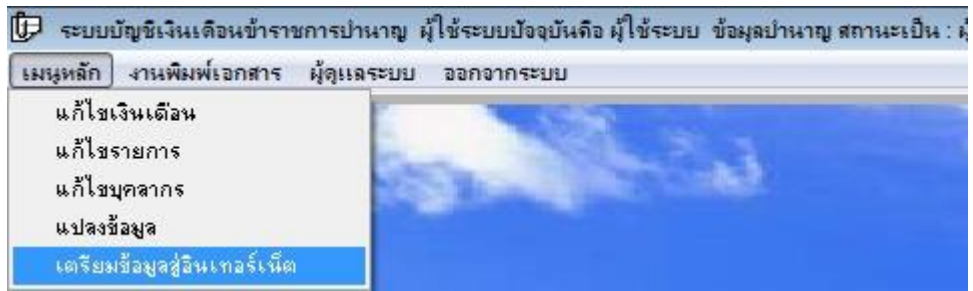 ระบบบัญชีเงินเดือนข้าราชการบำนาญ ผู้ใช้ระบบปัจจุบันคือ ผู้ใช้ระบบ ข้อมูลบำนาญ สถานะเป็น :
เมนูหลัก งานพิมพ์เอกสาร ผู้ดูแลระบบ ออกจากระบบ
แก้ไขเงินเดือน
แก้ไขรายการ
แก้ไขบุคลากร
แปลงข้อมูล
เตรียมข้อมูลสู่อินเทอร์เน็ต